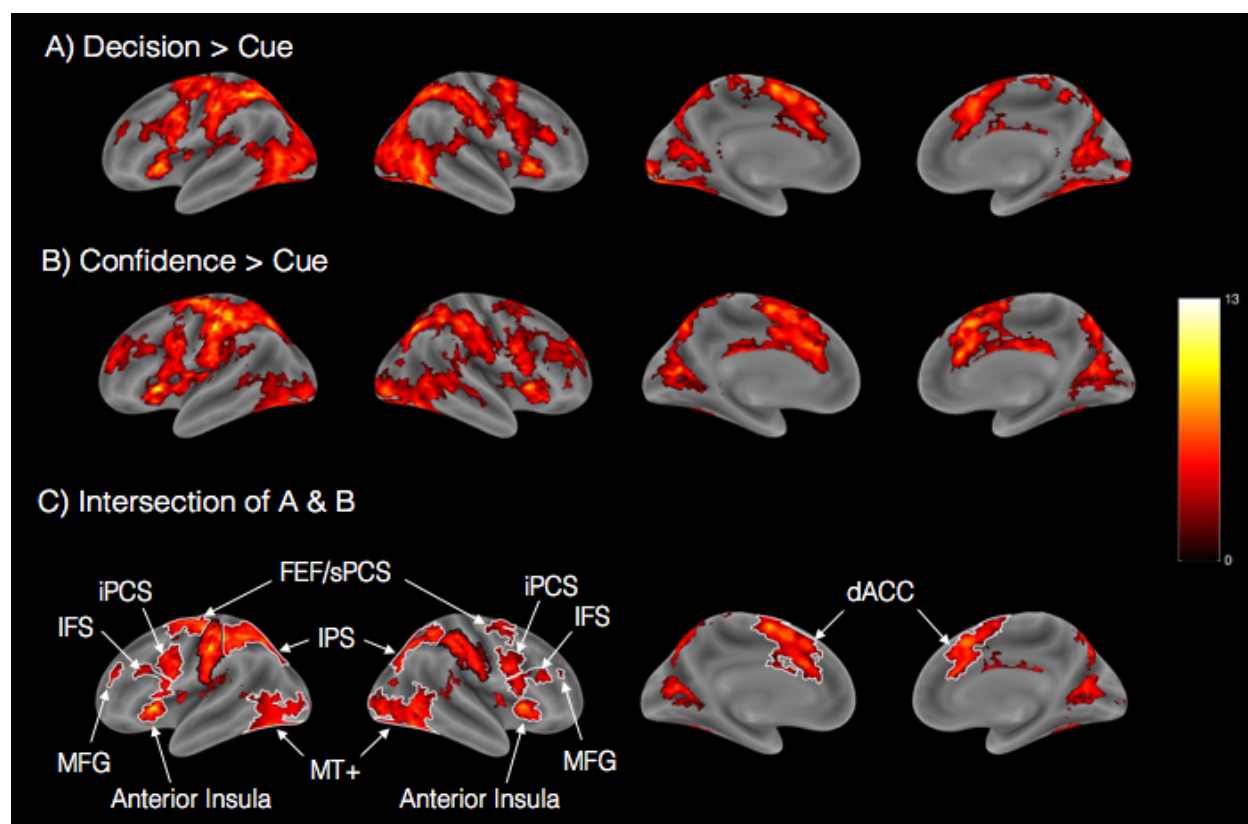 A) Decision > Cue
B) Confidence > Cue
13
0
C) Intersection of A & B
FEF/sPCS
iPCS
iPCS
dACC
IFS
IFS
IPS
MFG
MT+
MFG
Anterior Insula
Anterior Insula